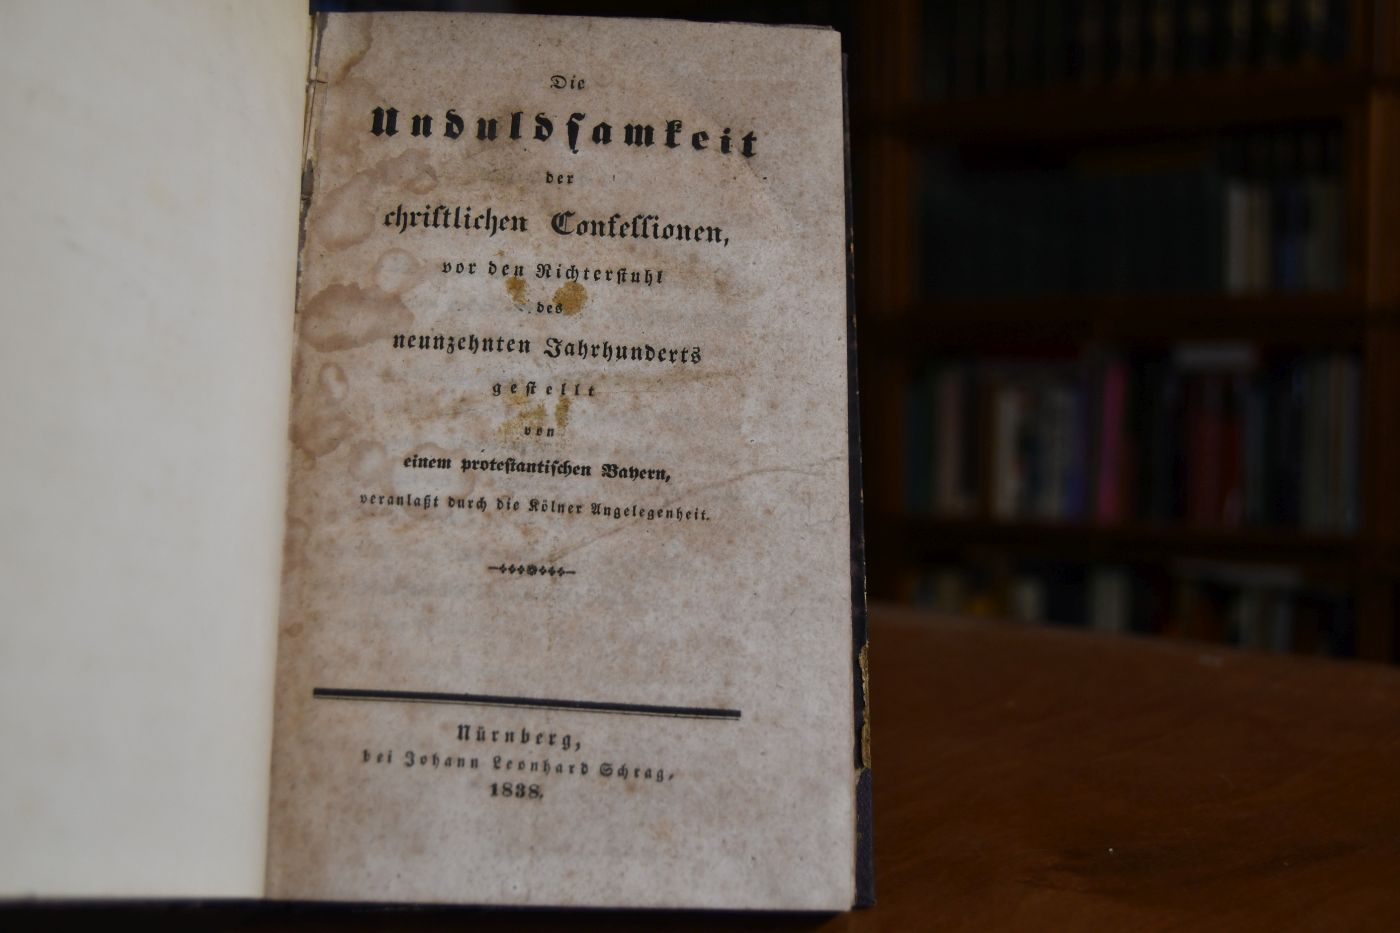 Die
Unduldſamkeit
der
chriſtlichen Confeſſionen,
vor den Richterſtuhl
des
neunzehnten Jahrhunderts
geſtellt
von
einem proteſtantiſchen Bayern,
veranlaßt durch die Kölner Angelegenheit.
Nürnberg,
bei Johann Leonhard Schrag.
1838.